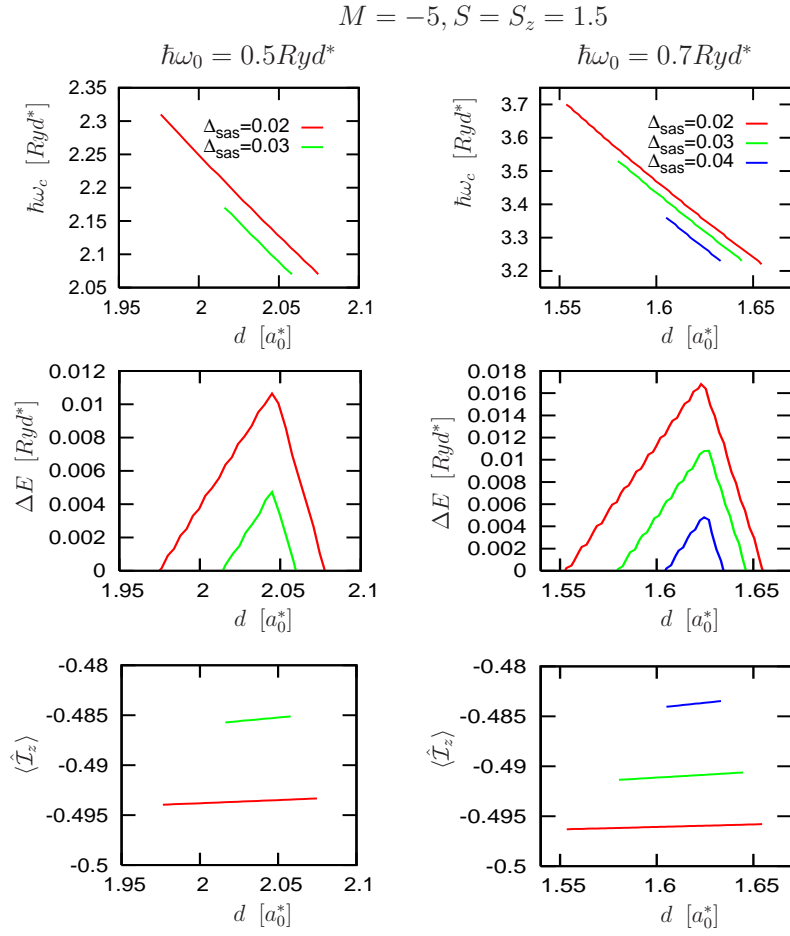 M = −5, S = S_z = 1.5
ħω_0 = 0.5Ryd*
ħω_0 = 0.7Ryd*
2.35
2.3
2.25
2.2
2.15
2.1
2.05
ħω_c [Ryd*]
Δ_sas=0.02
Δ_sas=0.03
1.95 2 2.05 2.1
d [a_0^*]
3.7
3.6
3.5
3.4
3.3
3.2
ħω_c [Ryd*]
Δ_sas=0.02
Δ_sas=0.03
Δ_sas=0.04
1.55 1.6 1.65
d [a_0^*]
0.012
0.01
0.008
0.006
0.004
0.002
0
ΔE [Ryd*]
1.95 2 2.05 2.1
d [a_0^*]
0.018
0.016
0.014
0.012
0.01
0.008
0.006
0.004
0.002
0
ΔE [Ryd*]
1.55 1.6 1.65
d [a_0^*]
-0.48
-0.485
-0.49
-0.495
-0.5
⟨Î_z⟩
1.95 2 2.05 2.1
d [a_0^*]
-0.48
-0.485
-0.49
-0.495
-0.5
⟨Î_z⟩
1.55 1.6 1.65
d [a_0^*]